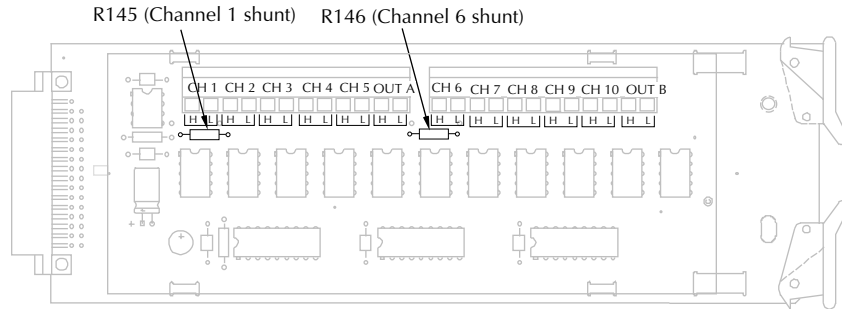 R145 (Channel 1 shunt) R146 (Channel 6 shunt)
CH 1 CH 2 CH 3 CH 4 CH 5 OUT A CH 6 CH 7 CH 8 CH 9 CH 10 OUT B
H L H L H L H L H L H L H L H L H L H L H L H L